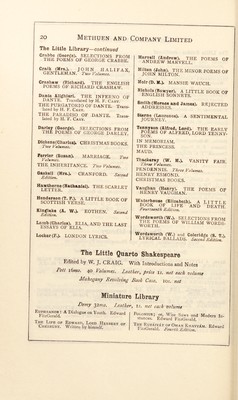 20 METHUEN AND COMPANY LIMITED
The Little Library—continued
Crabbe (George). SELECTIONS FROM
THE POEMS OF GEORGE CRABBE.
Craik (Mrs.). JOHN HALIFAX,
GENTLEMAN. Two Volumes.
Crashaw (Richard). THE ENGLISH
POEMS OF RICHARD CRASHAW.
Dante Alighieri. THE INFERNO OF
DANTE. Translated by H. F. CARY.
THE PURGATORIO OF DANTE. Trans-
lated by H. F. CARY.
THE PARADISO OF DANTE. Trans-
lated by H. F. CARY.
Darley (George). SELECTIONS FROM
THE POEMS OF GEORGE DARLEY.
Dickens (Charles). CHRISTMAS BOOKS.
Two Volumes.
Ferrier (Susan). MARRIAGE. Two
Volumes.
THE INHERITANCE. Two Volumes.
Gaskell (Mrs.). CRANFORD. Second
Edition.
Hawthorne (Nathaniel). THE SCARLET
LETTER.
Henderson (T. F.). A LITTLE BOOK OF
SCOTTISH VERSE.
Kinglake (A. W.). EOTHEN. Second
Edition.
Lamb (Charles). ELIA, AND THE LAST
ESSAYS OF ELIA.
Locker (F.). LONDON LYRICS.
Marvell (Andrew). THE POEMS OF
ANDREW MARVELL.
Milton (John). THE MINOR POEMS OF
JOHN MILTON.
Moir (D. M.). MANSIE WAUCH.
Nichols (Bowyer). A LITTLE BOOK OF
ENGLISH SONNETS.
Smith (Horace and James). REJECTED
ADDRESSES.
Sterne (Laurence). A SENTIMENTAL
JOURNEY.
Tennyson (Alfred, Lord). THE EARLY
POEMS OF ALFRED, LORD TENNY-
SON.
IN MEMORIAM.
THE PRINCESS.
MAUD.
Thackeray (W. M.). VANITY FAIR.
Three Volumes.
PENDENNIS. Three Volumes.
HENRY ESMOND.
CHRISTMAS BOOKS.
Vaughan (Henry). THE POEMS OF
HENRY VAUGHAN.
Waterhouse (Elizabeth). A LITTLE
BOOK OF LIFE AND DEATH.
Edition.
Wordsworth (W.). SELECTIONS FROM
THE POEMS OF WILLIAM WORDS-
WORTH.
Wordsworth (W.) and Coleridge (S. T.).
LYRICAL BALLADS. Second Edition.
The Little Quarto Shakespeare
Edited by W. J. CRAIG. With Introductions and Notes
Pott 16mo. 40 Volumes. Leather, price 1s. net each volume
Mahogany Revolving Book Case. 10s. net
Miniature Library
Demy 32mo. Leather, 1s. net each volume
EUPHRANOR: A Dialogue on Youth. Edward
FitzGerald.
THE LIFE OF EDWARD, LORD HERBERT OF
CHERBURY. Written by himself.
POLONIUS; or, Wise Saws and Modern In-
stances. Edward FitzGerald.
THE RUBÁIYÁT OF OMAR KHAYYÁM. Edward
FitzGerald. Fourth Edition.